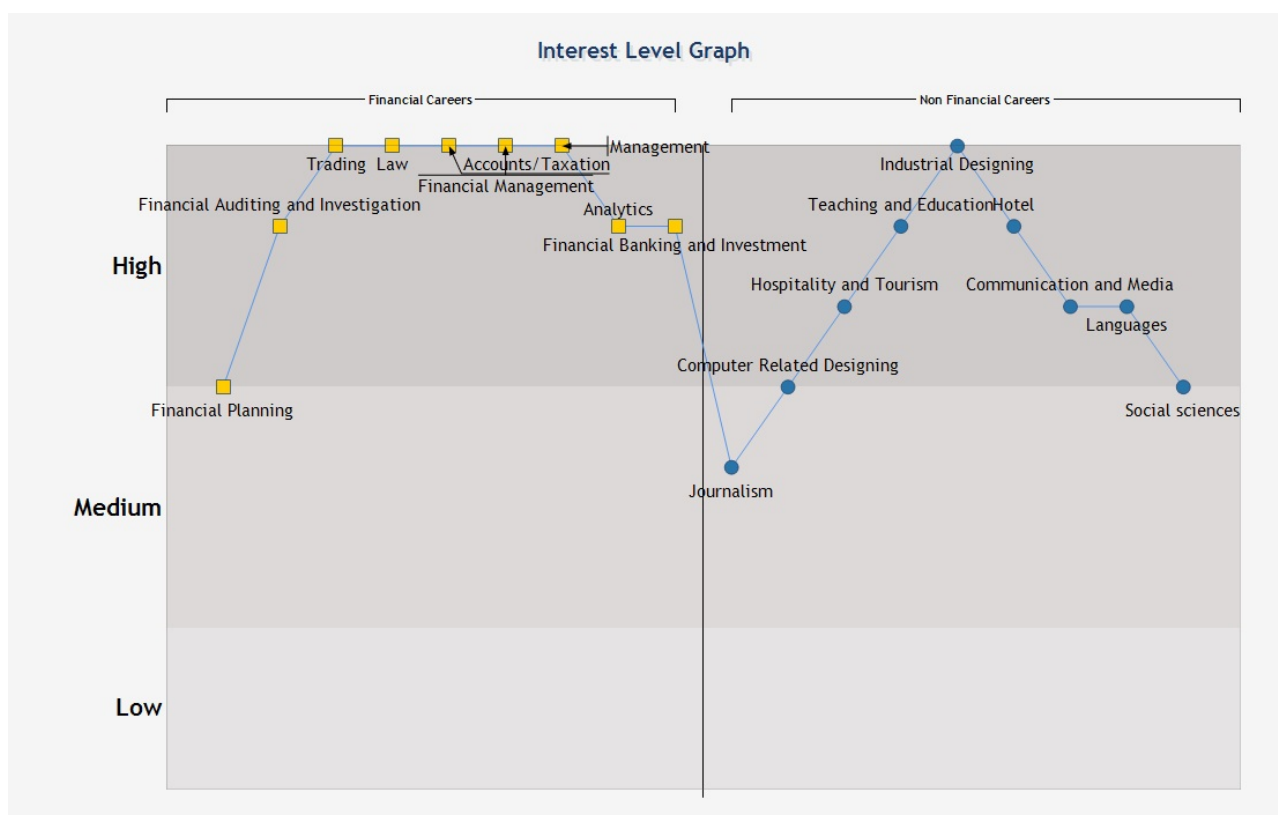 Interest Level Graph
Financial Careers
Non Financial Careers
Management
Trading
Law
Accounts/Taxation
Industrial Designing
Financial Management
Financial Auditing and Investigation
Analytics
Teaching and Education
Hotel
Financial Banking and Investment
High
Hospitality and Tourism
Communication and Media
Languages
Computer Related Designing
Financial Planning
Social sciences
Journalism
Medium
Low